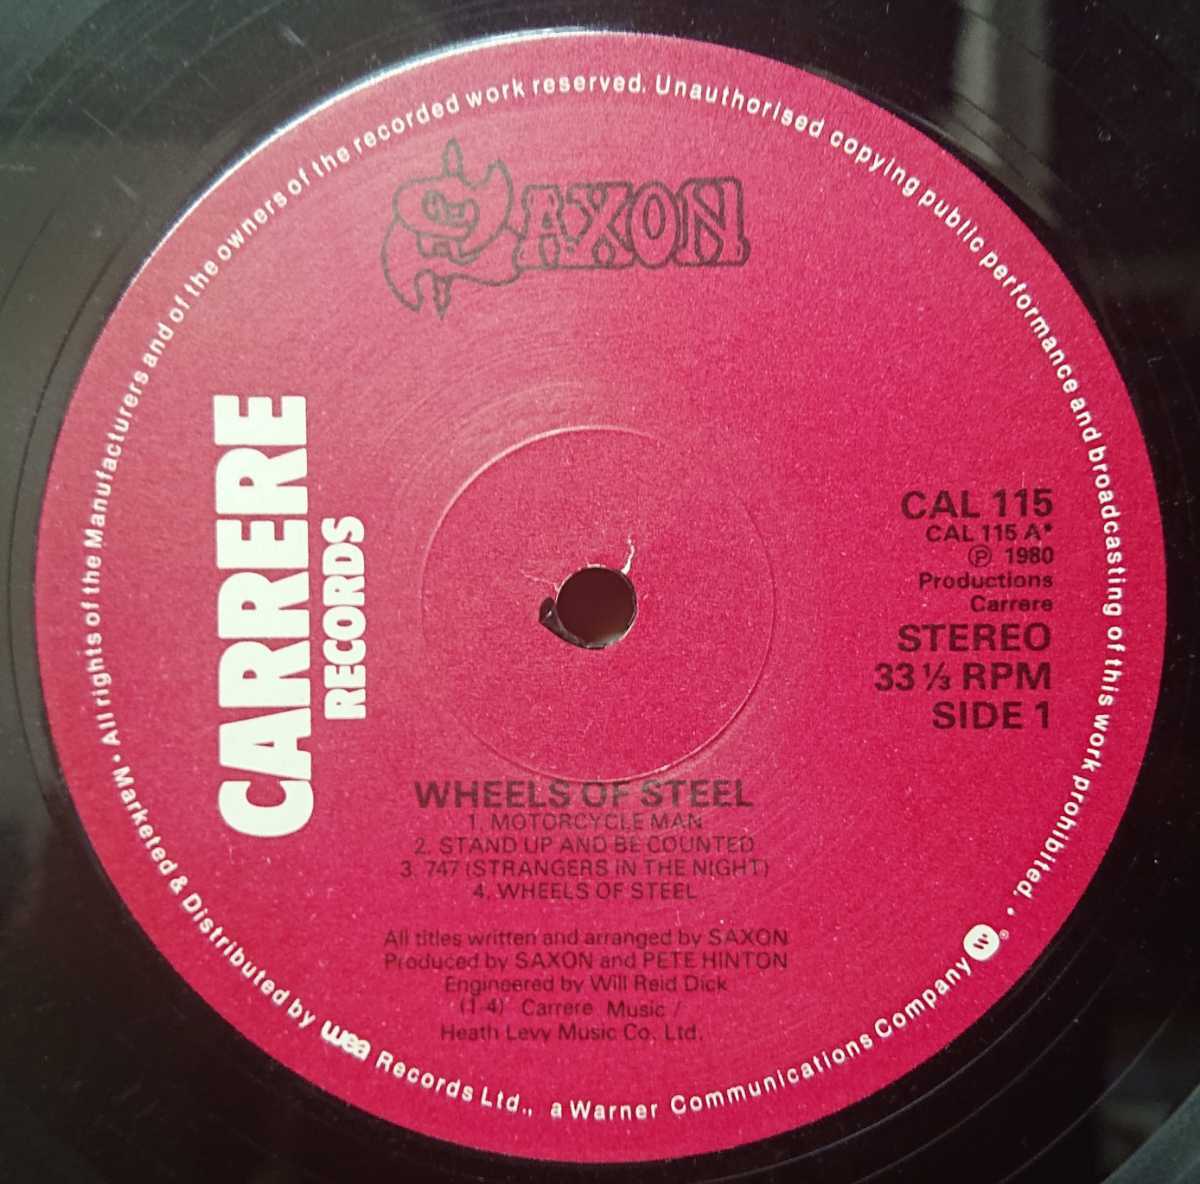 SAXON
CARRERE
RECORDS
CAL 115
CAL 115 A*
Ⓟ 1980
Productions
Carrere
STEREO
33 ⅓ RPM
SIDE 1
WHEELS OF STEEL
1. MOTORCYCLE MAN
2. STAND UP AND BE COUNTED
3. 747 (STRANGERS IN THE NIGHT)
4. WHEELS OF STEEL
All titles written and arranged by SAXON
Produced by SAXON and PETE HINTON
Engineered by Will Reid Dick
(1-4) Carrere Music /
Heath Levy Music Co. Ltd.
• All rights of the Manufacturers and of the owners of the recorded work reserved. Unauthorised copying public performance and broadcasting of this work prohibited. •
Marketed & Distributed by wea Records Ltd., a Warner Communications Company ®